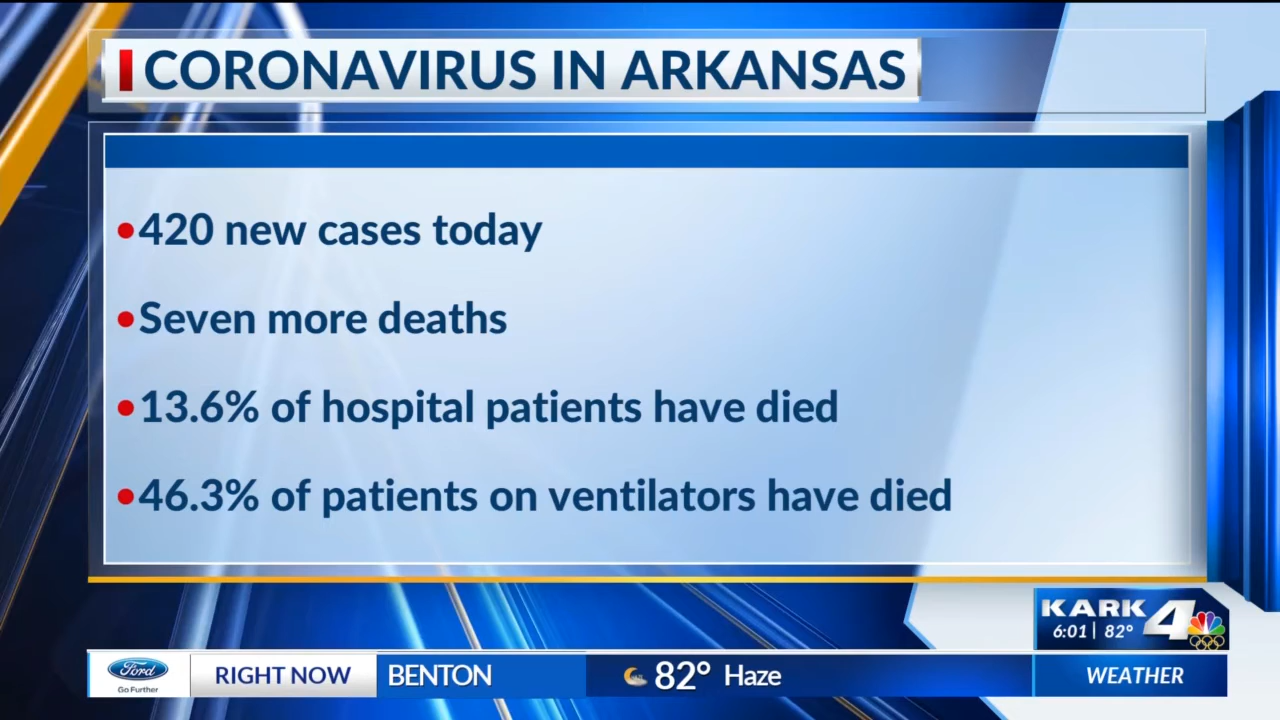 CORONAVIRUS IN ARKANSAS
•420 new cases today
•Seven more deaths
•13.6% of hospital patients have died
•46.3% of patients on ventilators have died
KARK 4
6:01 | 82°
Ford
Go Further
RIGHT NOW
BENTON
82° Haze
WEATHER